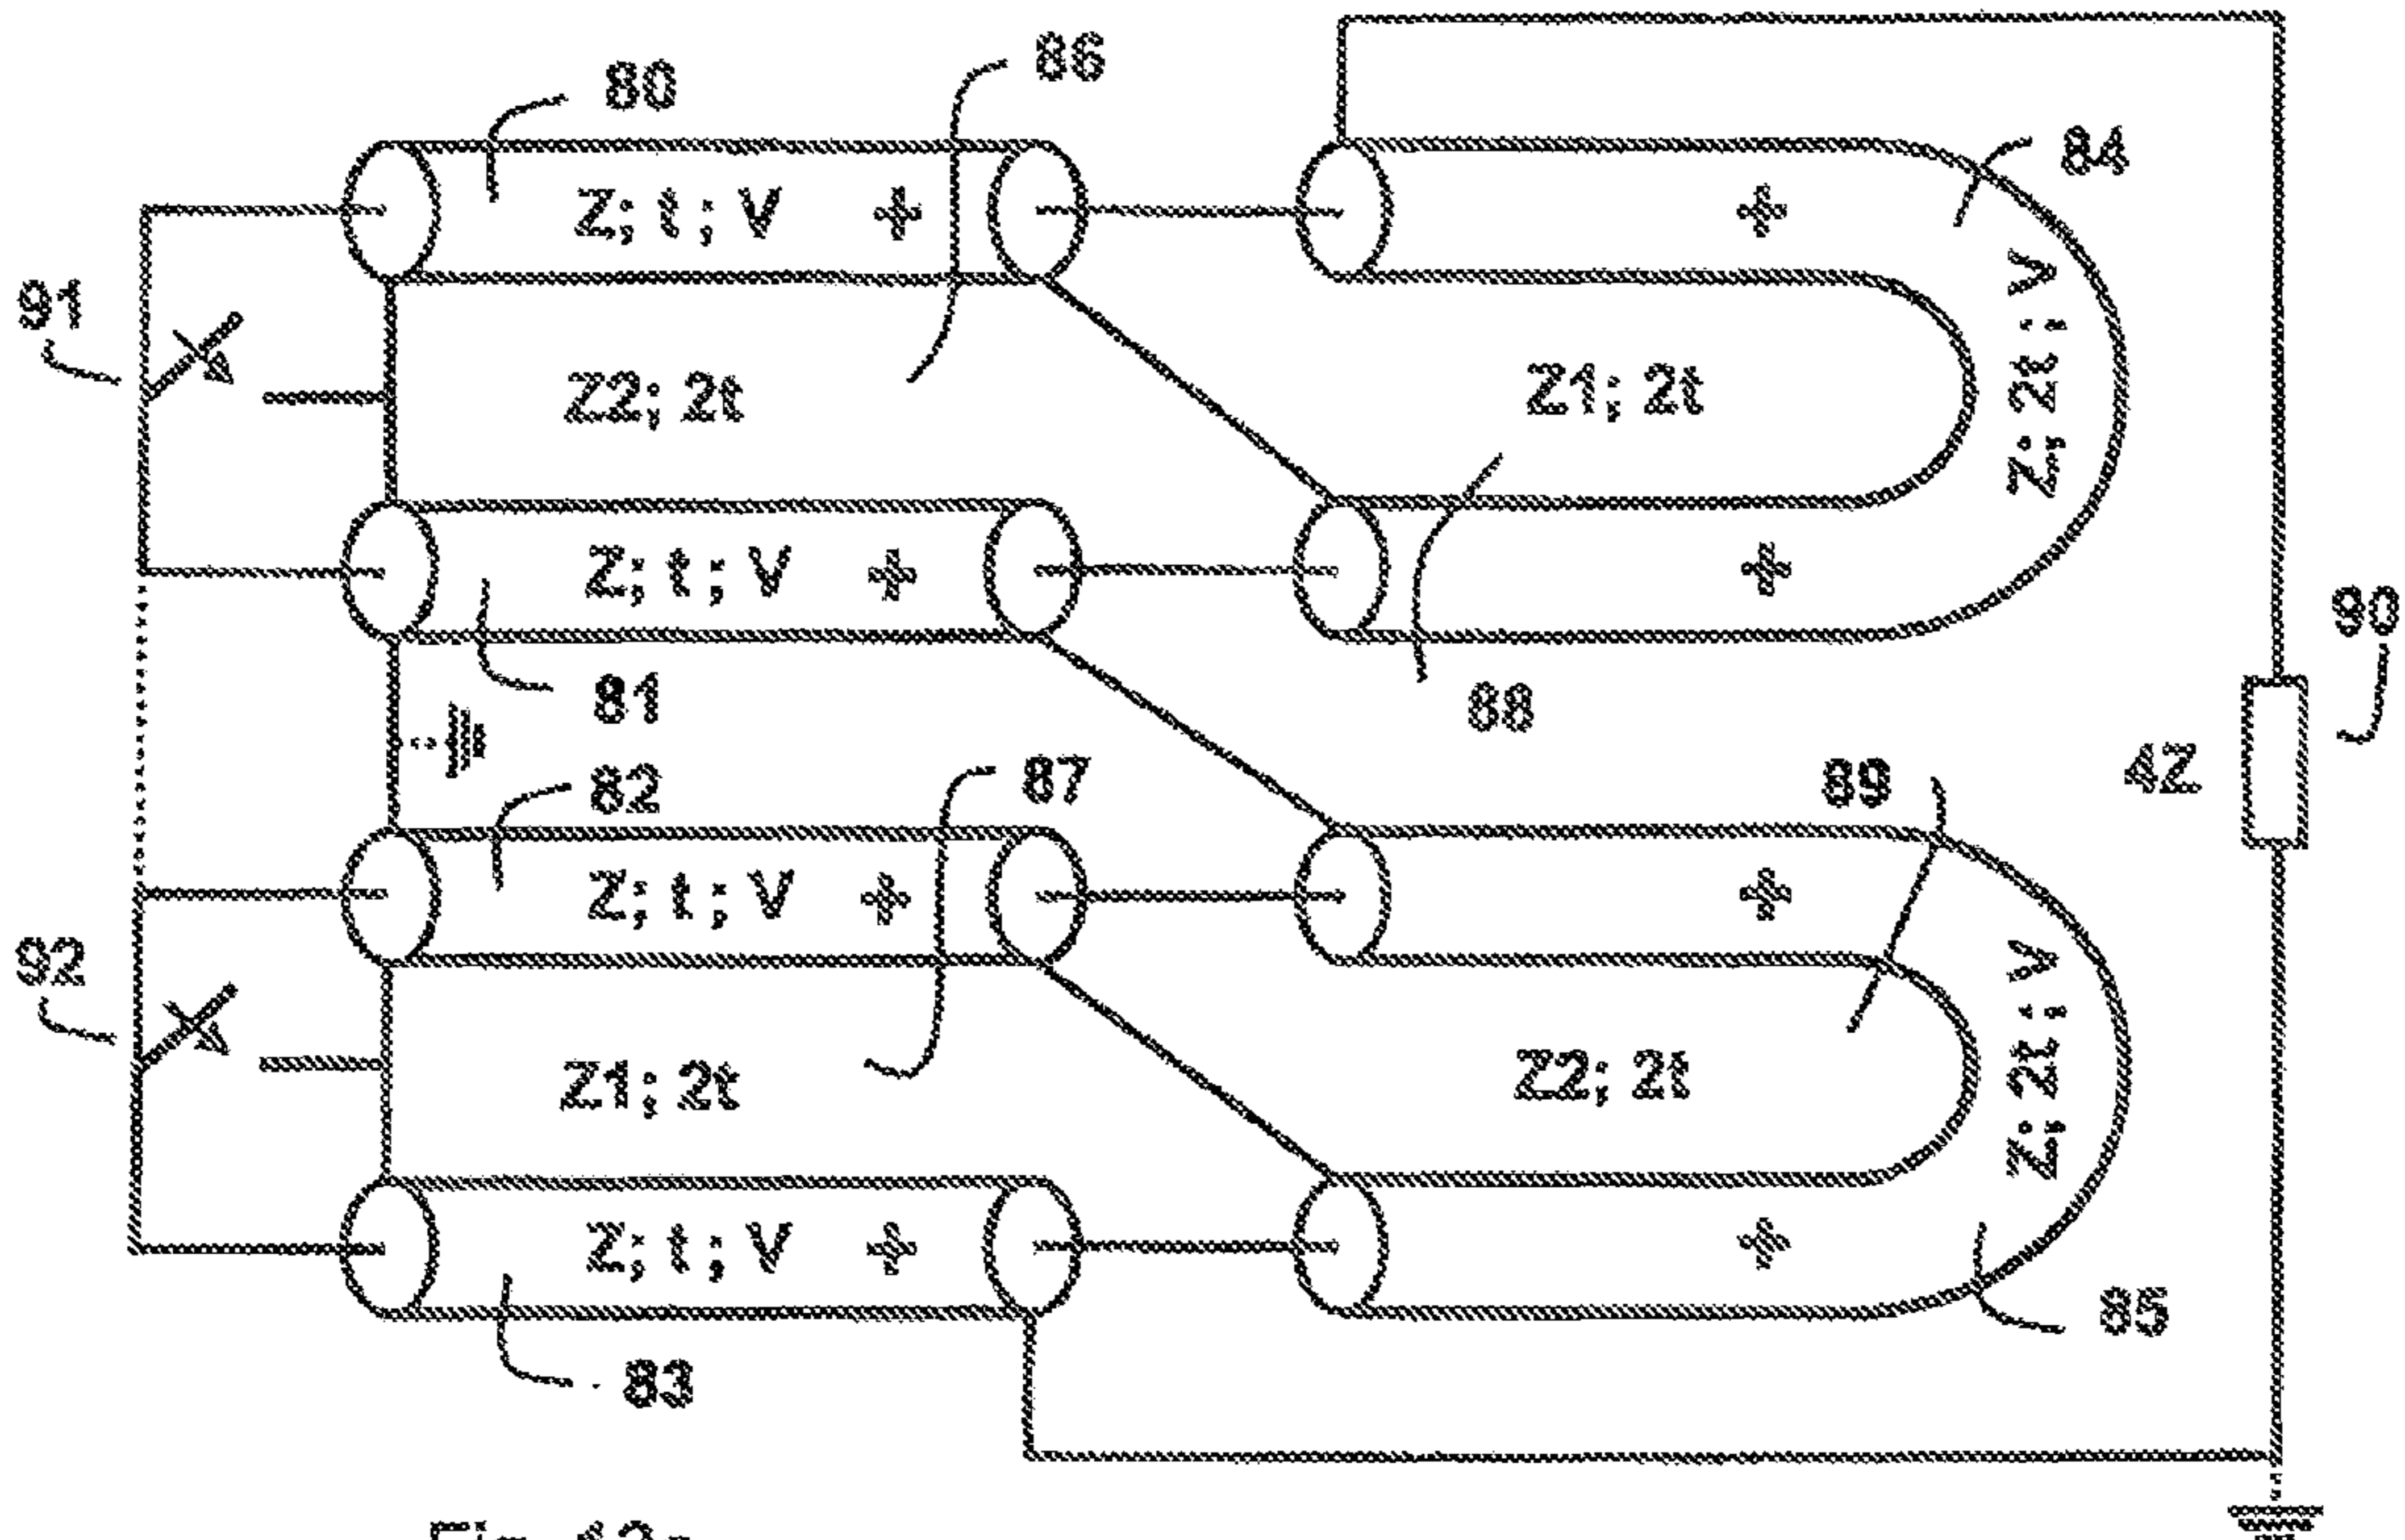 86
80
84
Z; t; V +
+
91
Z2; 2t
Z1; 2t
Z; 2t; V
Z; t; V +
+
90
81
88
82
87
89
4Z
Z; t; V +
+
92
Z1; 2t
Z2; 2t
Z; 2t; V
Z; t; V +
+
85
83